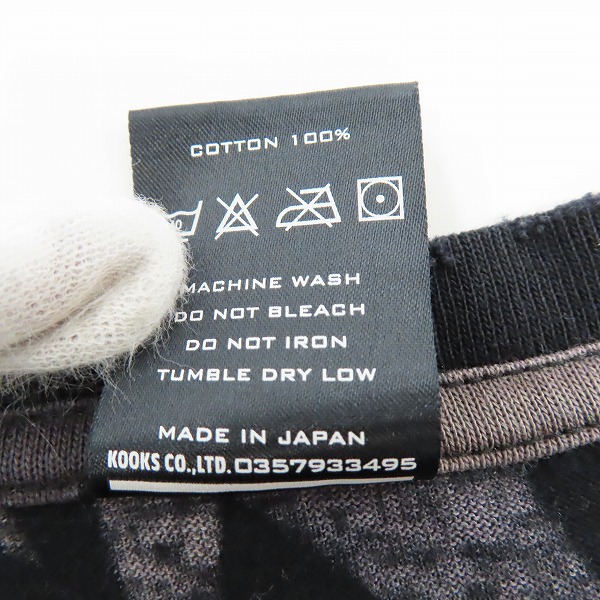 COTTON 100%
MACHINE WASH
DO NOT BLEACH
DO NOT IRON
TUMBLE DRY LOW
MADE IN JAPAN
KOOKS CO.,LTD. 0357933495